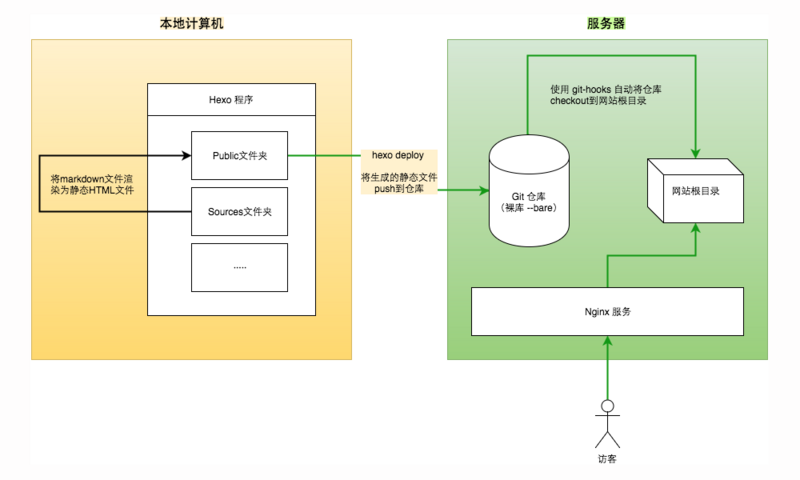 本地计算机
服务器
Hexo 程序
Public文件夹
将markdown文件渲
染为静态HTML文件
Sources文件夹
.....
hexo deploy
将生成的静态文件
push到仓库
使用 git-hooks 自动将仓库
checkout到网站根目录
Git 仓库
（裸库 --bare）
网站根目录
Nginx 服务
访客